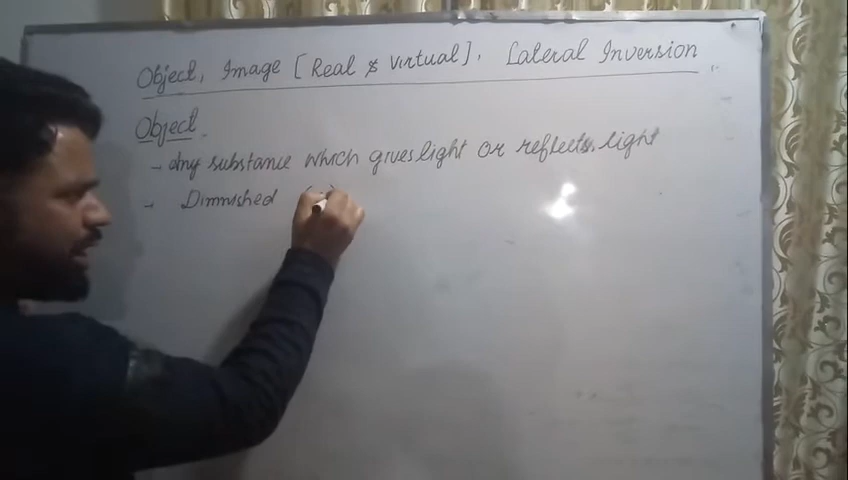 Object, Image [Real & Virtual], Lateral Inversion
Object
- Any substance which gives light or reflects light
- Diminished